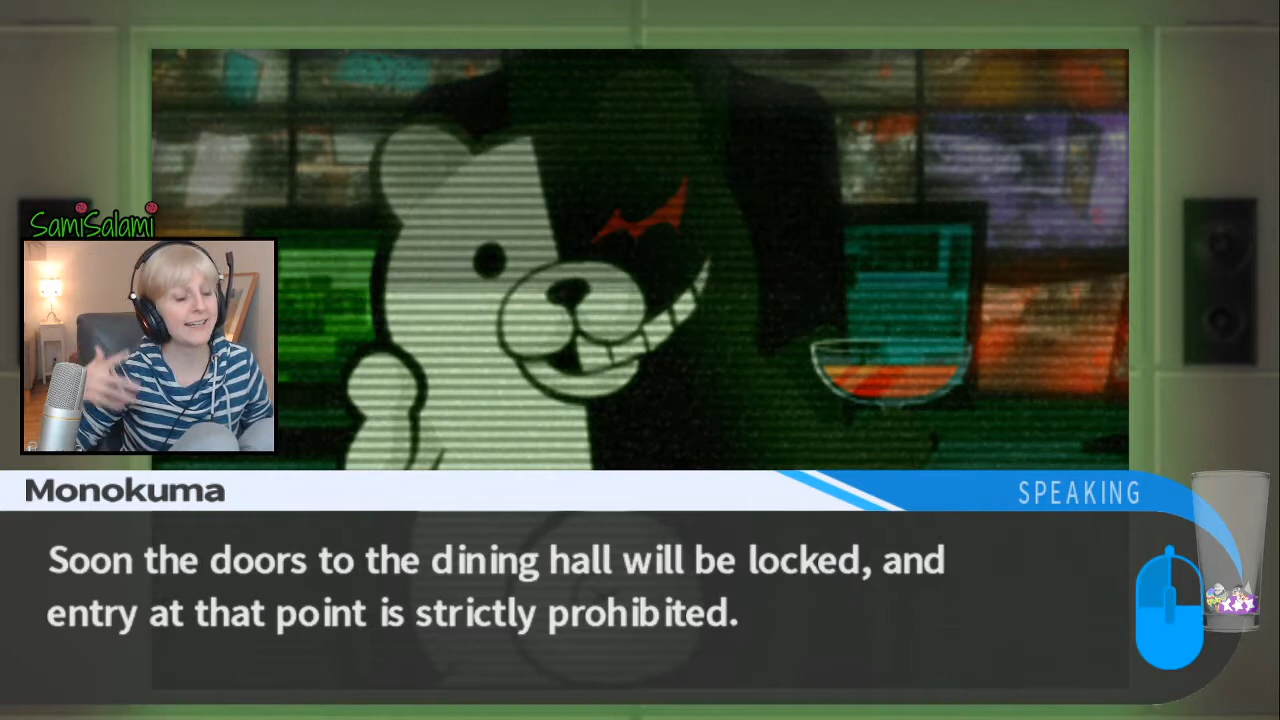 SamiSalami
Monokuma
SPEAKING
Soon the doors to the dining hall will be locked, and
entry at that point is strictly prohibited.